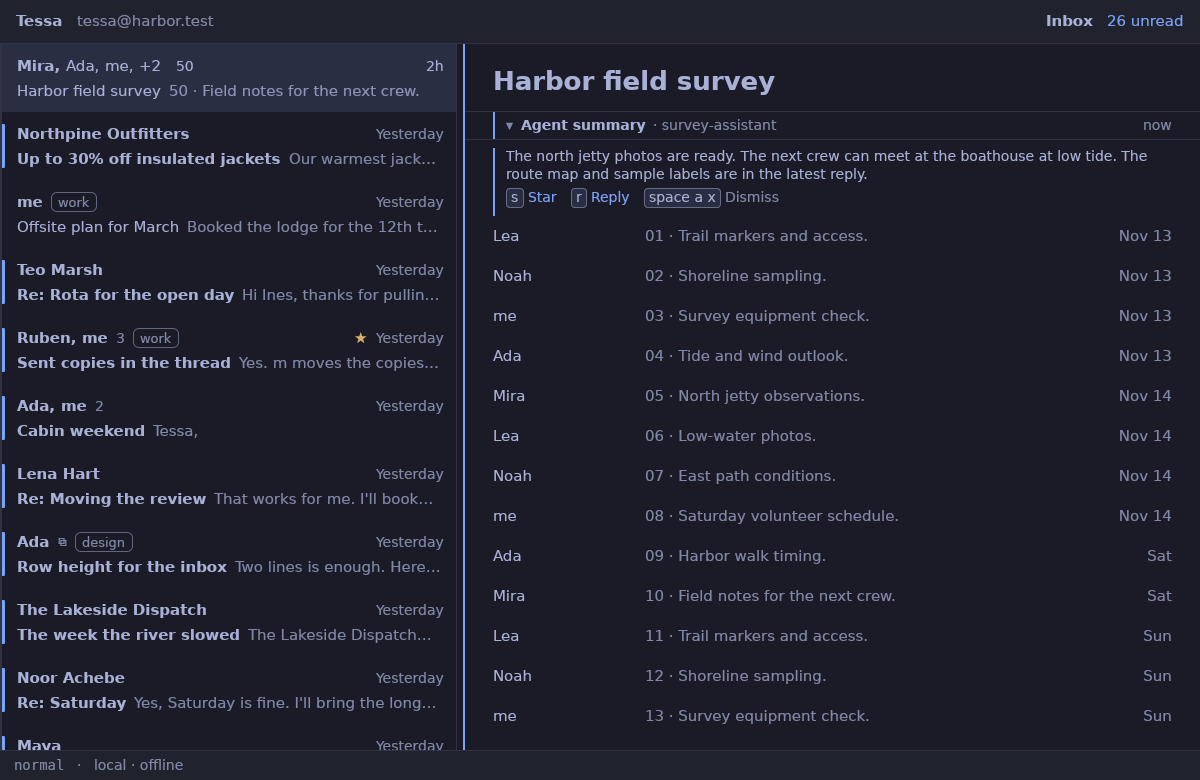 Tessa tessa@harbor.test
Inbox 26 unread
Mira, Ada, me, +2 50 2h
Harbor field survey 50 · Field notes for the next crew.
Northpine Outfitters Yesterday
Up to 30% off insulated jackets Our warmest jack…
me work Yesterday
Offsite plan for March Booked the lodge for the 12th t…
Teo Marsh Yesterday
Re: Rota for the open day Hi Ines, thanks for pullin…
Ruben, me 3 work ★ Yesterday
Sent copies in the thread Yes. m moves the copies…
Ada, me 2 Yesterday
Cabin weekend Tessa,
Lena Hart Yesterday
Re: Moving the review That works for me. I'll book…
Ada design Yesterday
Row height for the inbox Two lines is enough. Here…
The Lakeside Dispatch Yesterday
The week the river slowed The Lakeside Dispatch…
Noor Achebe Yesterday
Re: Saturday Yes, Saturday is fine. I'll bring the long…
Maya Yesterday
Harbor field survey
▾ Agent summary · survey-assistant now
The north jetty photos are ready. The next crew can meet at the boathouse at low tide. The
route map and sample labels are in the latest reply.
s Star r Reply space a x Dismiss
Lea 01 · Trail markers and access. Nov 13
Noah 02 · Shoreline sampling. Nov 13
me 03 · Survey equipment check. Nov 13
Ada 04 · Tide and wind outlook. Nov 13
Mira 05 · North jetty observations. Nov 14
Lea 06 · Low-water photos. Nov 14
Noah 07 · East path conditions. Nov 14
me 08 · Saturday volunteer schedule. Nov 14
Ada 09 · Harbor walk timing. Sat
Mira 10 · Field notes for the next crew. Sat
Lea 11 · Trail markers and access. Sun
Noah 12 · Shoreline sampling. Sun
me 13 · Survey equipment check. Sun
normal · local · offline